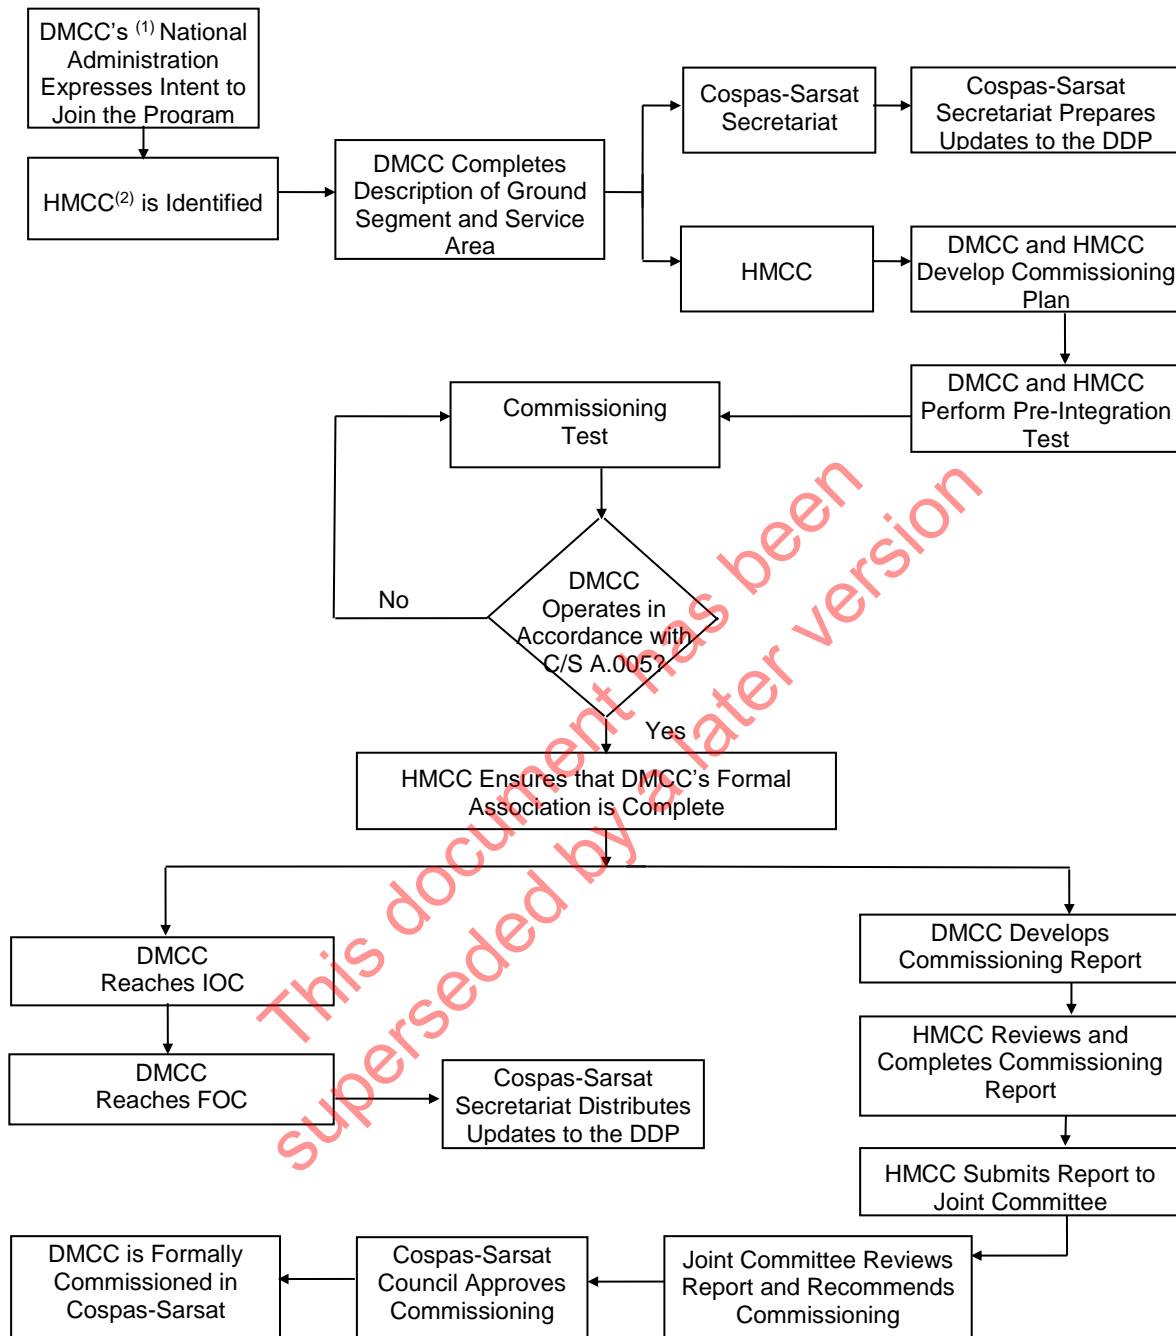 DMCC's (1) National
Administration
Expresses Intent to
Join the Program
HMCC(2) is Identified
DMCC Completes
Description of Ground
Segment and Service
Area
Cospas-Sarsat
Secretariat
Cospas-Sarsat
Secretariat Prepares
Updates to the DDP
HMCC
DMCC and HMCC
Develop Commissioning
Plan
DMCC and HMCC
Perform Pre-Integration
Test
Commissioning
Test
DMCC
Operates in
Accordance with
C/S A.005?
No
Yes
HMCC Ensures that DMCC's Formal
Association is Complete
DMCC
Reaches IOC
DMCC
Reaches FOC
Cospas-Sarsat
Secretariat Distributes
Updates to the DDP
DMCC Develops
Commissioning Report
HMCC Reviews and
Completes Commissioning
Report
HMCC Submits Report to
Joint Committee
Joint Committee Reviews
Report and Recommends
Commissioning
Cospas-Sarsat
Council Approves
Commissioning
DMCC is Formally
Commissioned in
Cospas-Sarsat
This document has been
superseded by a later version